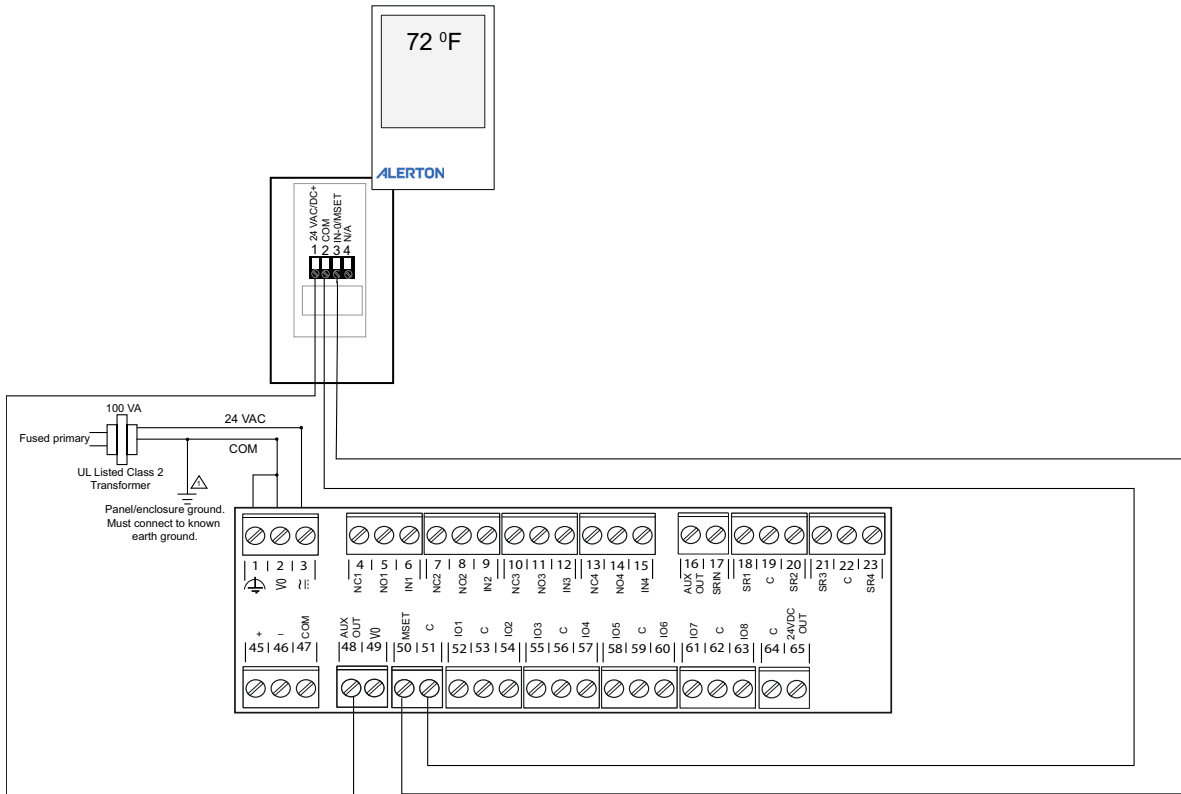 72 ⁰F
ALERTON
24 VAC/DC+
COM
IN-0/MSET
N/A
1 2 3 4
100 VA
24 VAC
Fused primary
COM
UL Listed Class 2
Transformer
1
Panel/enclosure ground.
Must connect to known
earth ground.
1 2 3 4 5 6 7 8 9 10 11 12 13 14 15 16 17 18 19 20 21 22 23
V0 NC1 NO1 IN1 NC2 NO2 IN2 NC3 NO3 IN3 NC4 NO4 IN4 AUX OUT SRIN SR1 C SR2 SR3 C SR4
+ – COM AUX OUT V0 MSET C IO1 C IO2 IO3 C IO4 IO5 C IO6 IO7 C IO8 C 24VDC OUT
45 46 47 48 49 50 51 52 53 54 55 56 57 58 59 60 61 62 63 64 65